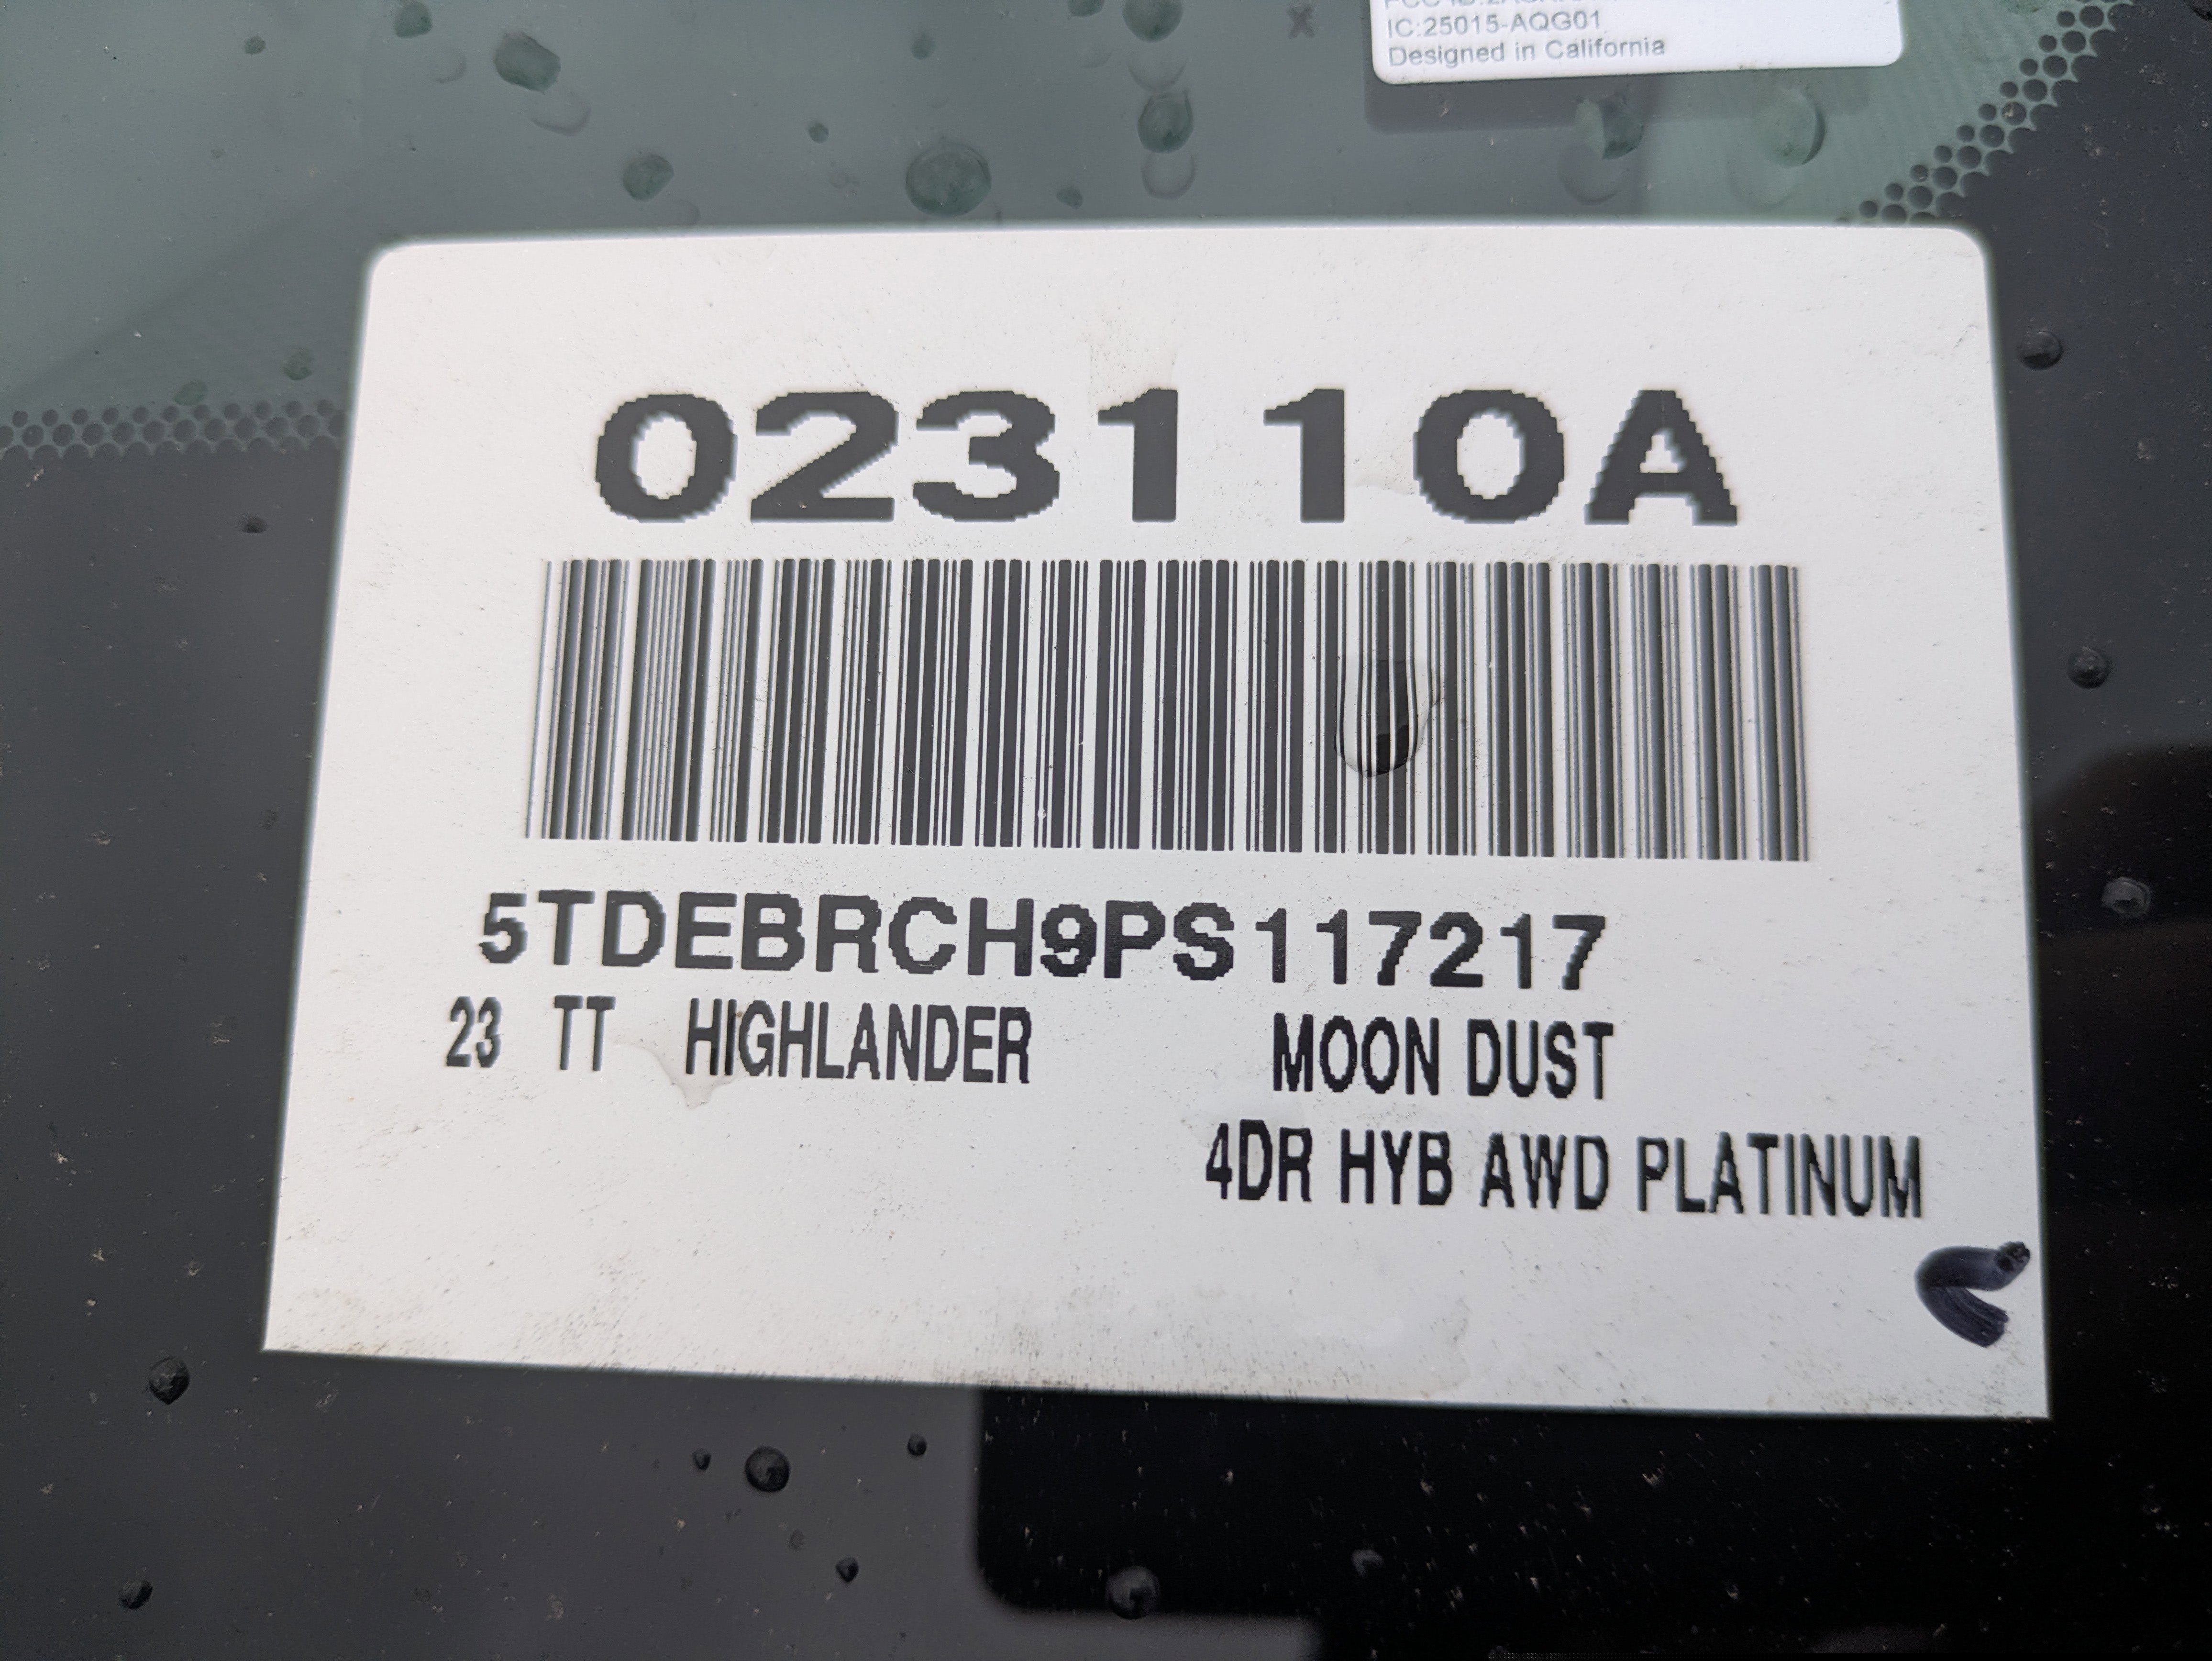 IC:25015-AQG01
Designed in California
023110A
5TDEBRCH9PS117217
23 TT HIGHLANDER MOON DUST
4DR HYB AWD PLATINUM